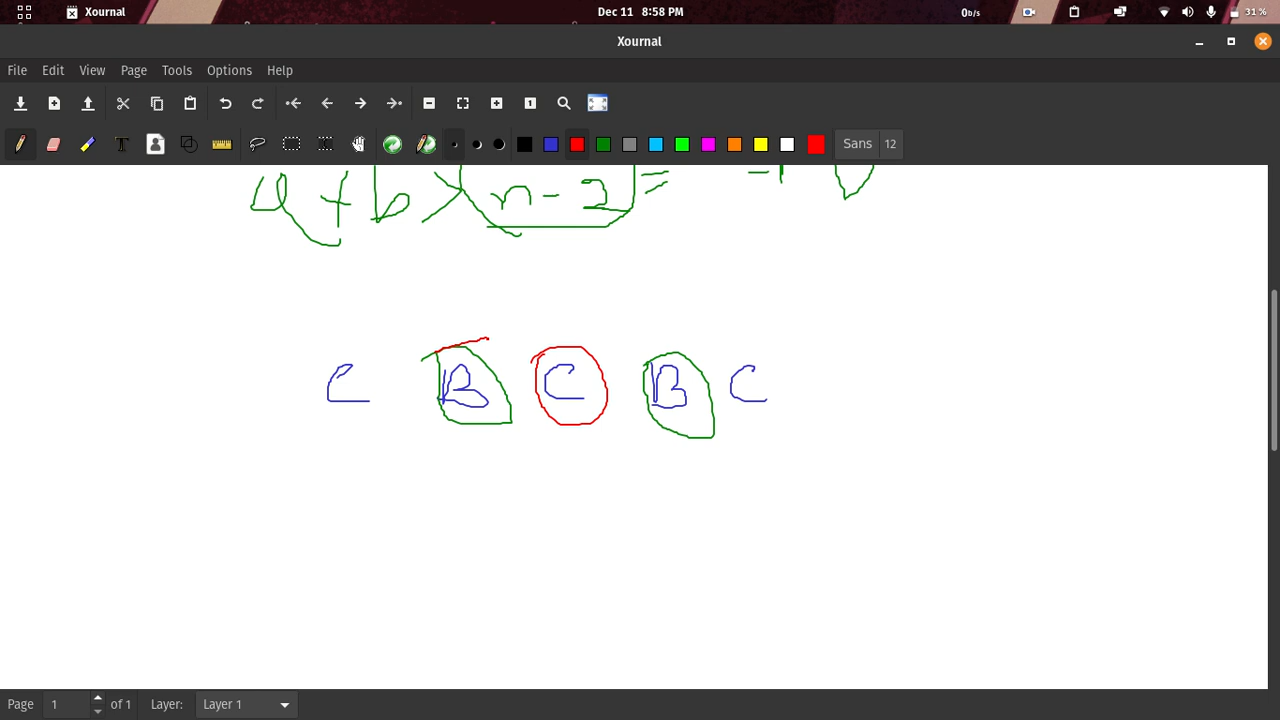 Xournal
Dec 11 8:58 PM
0b/s
31 %
Xournal
File Edit View Page Tools Options Help
Sans 12
a + b > n - 2 =
C B C B C
Page 1 of 1 Layer: Layer 1